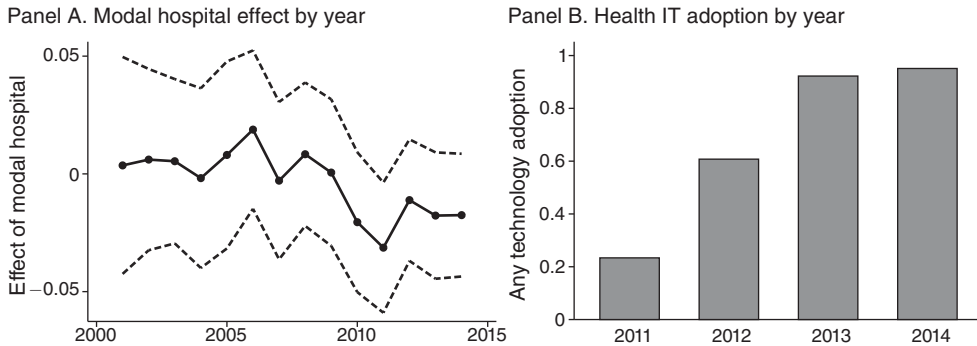 Panel A. Modal hospital effect by year
Effect of modal hospital
0.05
0
−0.05
2000 2005 2010 2015
Panel B. Health IT adoption by year
Any technology adoption
1
0.8
0.6
0.4
0.2
0
2011 2012 2013 2014